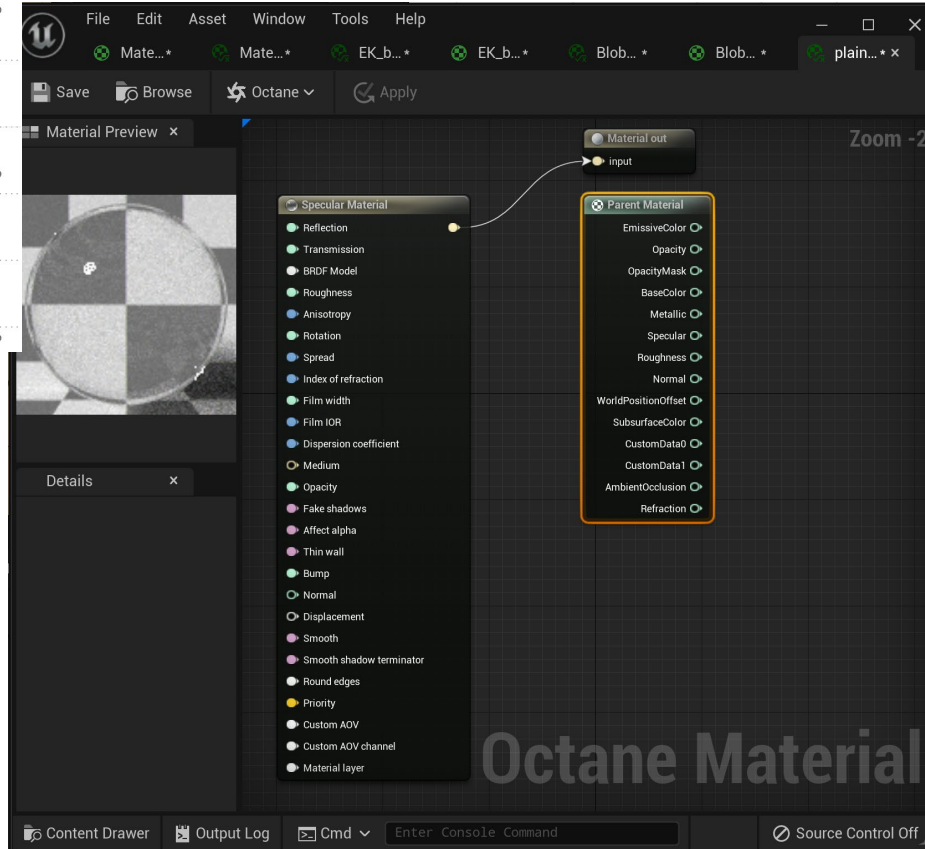 File Edit Asset Window Tools Help
Mate...* Mate...* EK_b...* EK_b...* Blob... * Blob... * plain...* ×
Save Browse Octane Apply
Material Preview ×
Zoom -2
Material out
input
Specular Material
Reflection
Transmission
BRDF Model
Roughness
Anisotropy
Rotation
Spread
Index of refraction
Film width
Film IOR
Dispersion coefficient
Medium
Opacity
Fake shadows
Affect alpha
Thin wall
Bump
Normal
Displacement
Smooth
Smooth shadow terminator
Round edges
Priority
Custom AOV
Custom AOV channel
Material layer
Parent Material
EmissiveColor
Opacity
OpacityMask
BaseColor
Metallic
Specular
Roughness
Normal
WorldPositionOffset
SubsurfaceColor
CustomData0
CustomData1
AmbientOcclusion
Refraction
Details ×
Octane Material
Content Drawer Output Log Cmd Enter Console Command Source Control Off